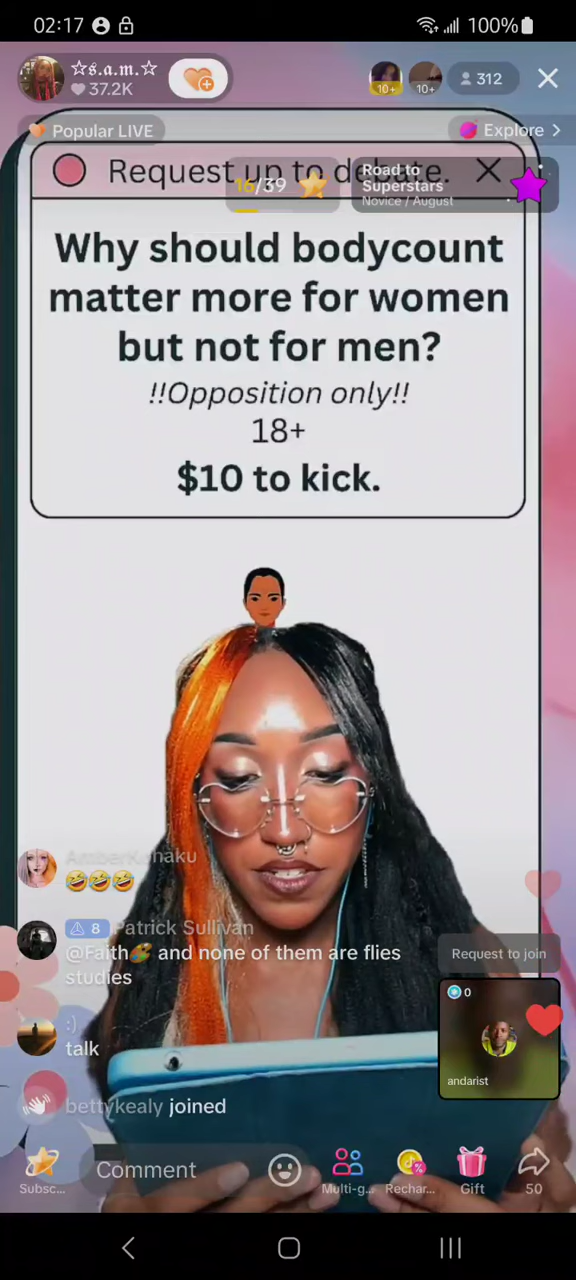 02:17
100%
☆𝖘.𝖆.𝖒.☆
37.2K
10+
10+
312
Popular LIVE
Explore >
Request up to debate.
16/39
Road to
Superstars
Novice / August
Why should bodycount
matter more for women
but not for men?
!!Opposition only!!
18+
$10 to kick.
AmberKohaku
🤣🤣🤣
8 Patrick Sullivan
@Faith🎨 and none of them are flies
studies
:)
talk
bettykealy joined
Request to join
0
andarist
Comment
Subsc...
Multi-g...
Rechar...
Gift
50